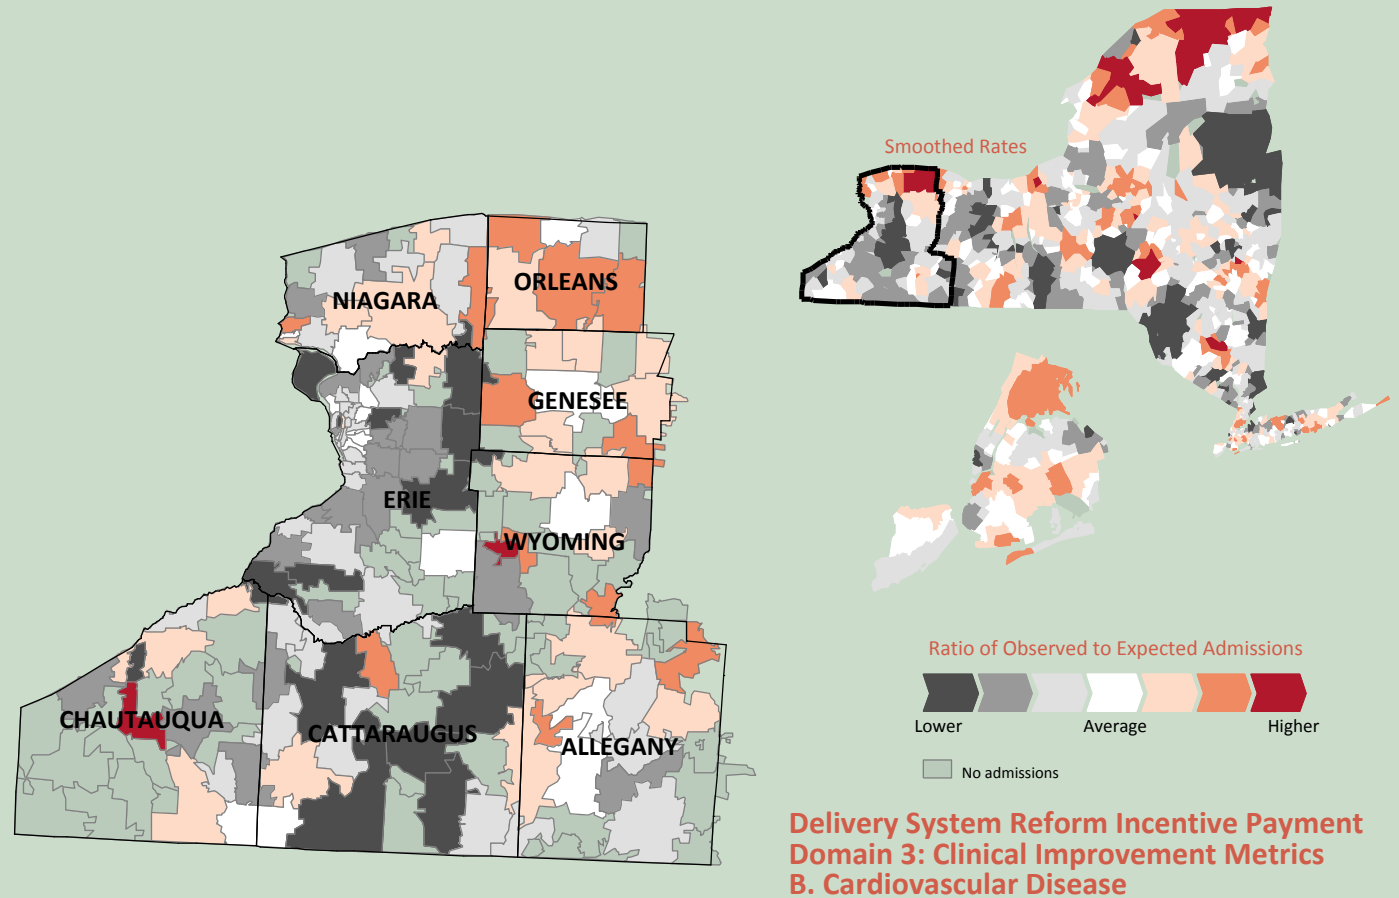 Smoothed Rates
NIAGARA
ORLEANS
GENESEE
ERIE
WYOMING
CHAUTAUQUA
CATTARAUGUS
ALLEGANY
Ratio of Observed to Expected Admissions
Lower Average Higher
No admissions
Delivery System Reform Incentive Payment
Domain 3: Clinical Improvement Metrics
B. Cardiovascular Disease